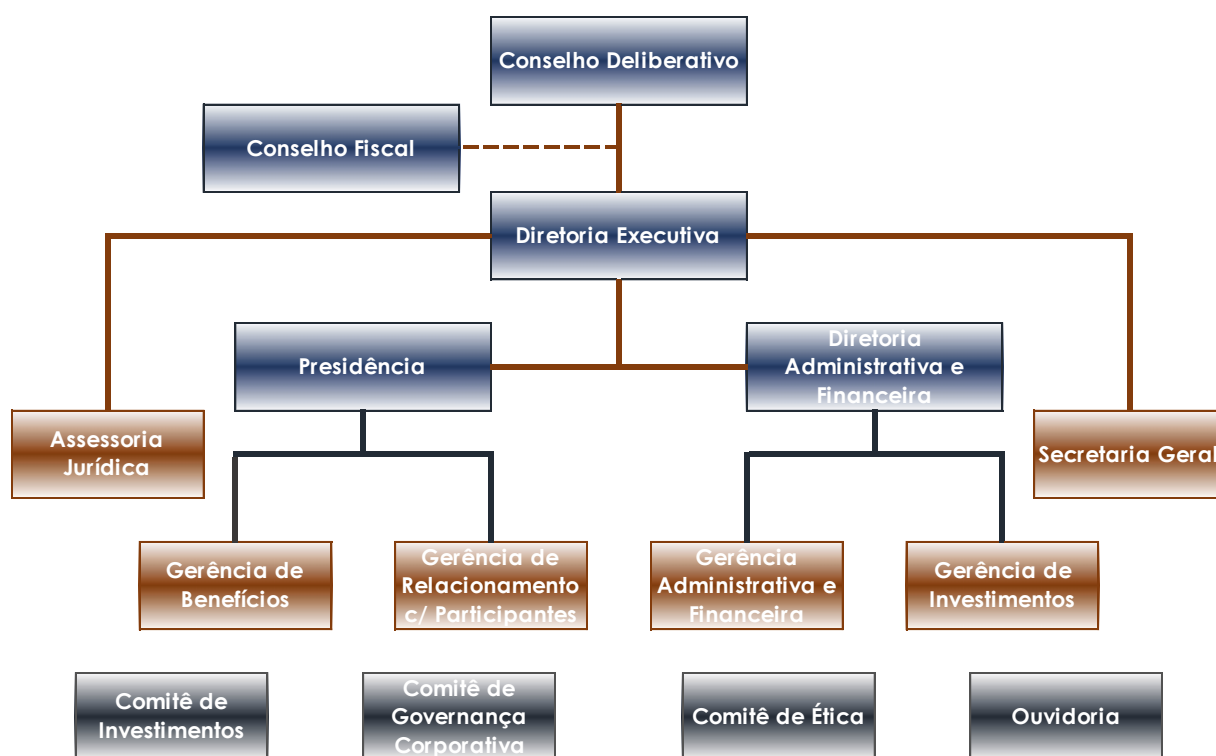 Conselho Deliberativo
Conselho Fiscal
Diretoria Executiva
Presidência
Diretoria
Administrativa e
Financeira
Assessoria
Jurídica
Secretaria Geral
Gerência de
Benefícios
Gerência de
Relacionamento
c/ Participantes
Gerência
Administrativa e
Financeira
Gerência de
Investimentos
Comitê de
Investimentos
Comitê de
Governança
Corporativa
Comitê de Ética
Ouvidoria